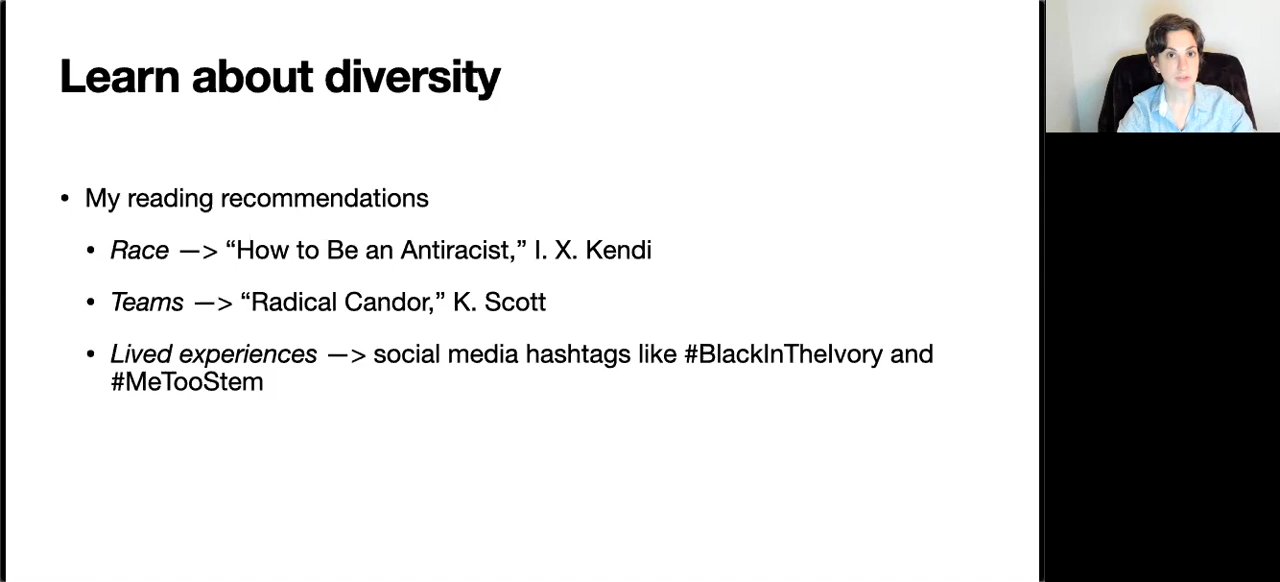 Learn about diversity
• My reading recommendations
• Race —> “How to Be an Antiracist,” I. X. Kendi
• Teams —> “Radical Candor,” K. Scott
• Lived experiences —> social media hashtags like #BlackInTheIvory and
#MeTooStem